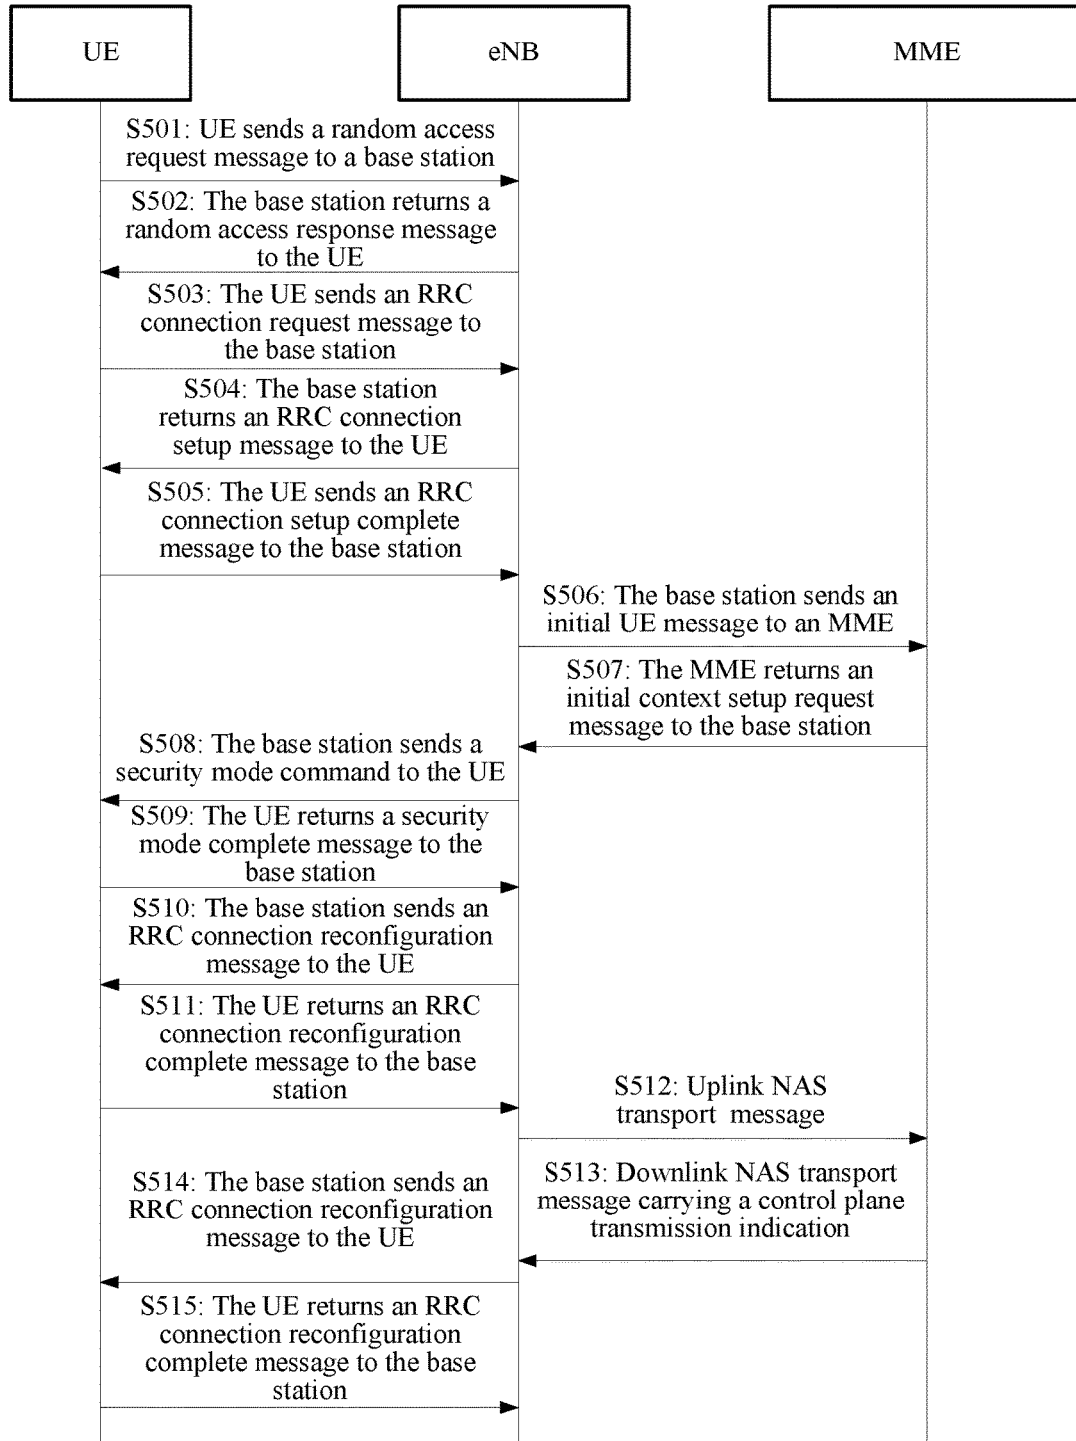 UE
eNB
MME
S501: UE sends a random access
request message to a base station
S502: The base station returns a
random access response message
to the UE
S503: The UE sends an RRC
connection request message to
the base station
S504: The base station
returns an RRC connection
setup message to the UE
S505: The UE sends an RRC
connection setup complete
message to the base station
S506: The base station sends an
initial UE message to an MME
S507: The MME returns an
initial context setup request
message to the base station
S508: The base station sends a
security mode command to the UE
S509: The UE returns a security
mode complete message to the
base station
S510: The base station sends an
RRC connection reconfiguration
message to the UE
S511: The UE returns an RRC
connection reconfiguration
complete message to the base
station
S512: Uplink NAS
transport message
S513: Downlink NAS transport
message carrying a control plane
transmission indication
S514: The base station sends an
RRC connection reconfiguration
message to the UE
S515: The UE returns an RRC
connection reconfiguration
complete message to the base
station